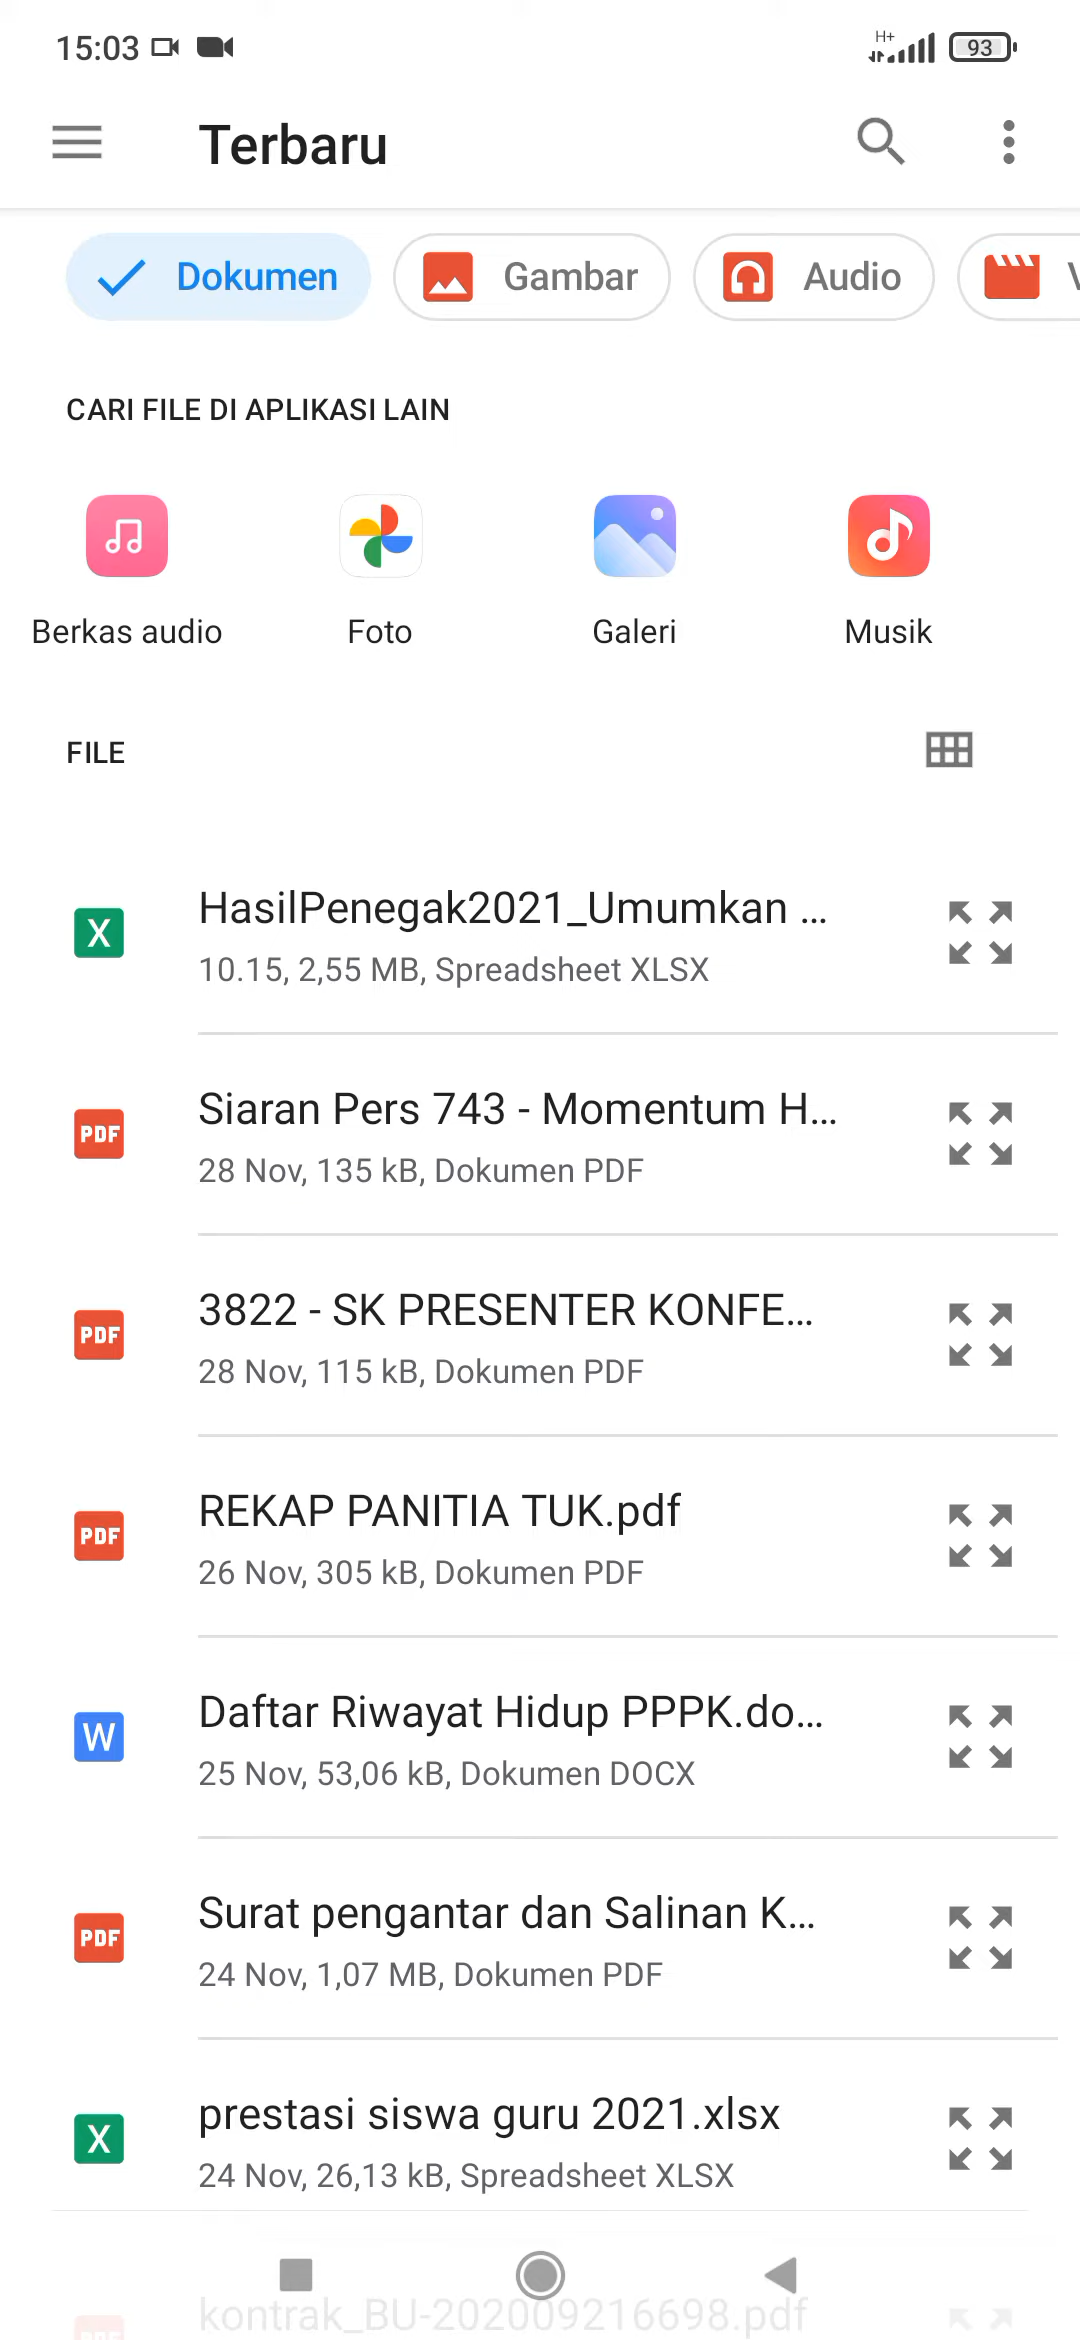 15:03
H+
93
Terbaru
Dokumen
Gambar
Audio
V
CARI FILE DI APLIKASI LAIN
Berkas audio
Foto
Galeri
Musik
FILE
X
HasilPenegak2021_Umumkan ...
10.15, 2,55 MB, Spreadsheet XLSX
PDF
Siaran Pers 743 - Momentum H...
28 Nov, 135 kB, Dokumen PDF
PDF
3822 - SK PRESENTER KONFE...
28 Nov, 115 kB, Dokumen PDF
PDF
REKAP PANITIA TUK.pdf
26 Nov, 305 kB, Dokumen PDF
W
Daftar Riwayat Hidup PPPK.do...
25 Nov, 53,06 kB, Dokumen DOCX
PDF
Surat pengantar dan Salinan K...
24 Nov, 1,07 MB, Dokumen PDF
X
prestasi siswa guru 2021.xlsx
24 Nov, 26,13 kB, Spreadsheet XLSX
PDF
kontrak_BU-202009216698.pdf